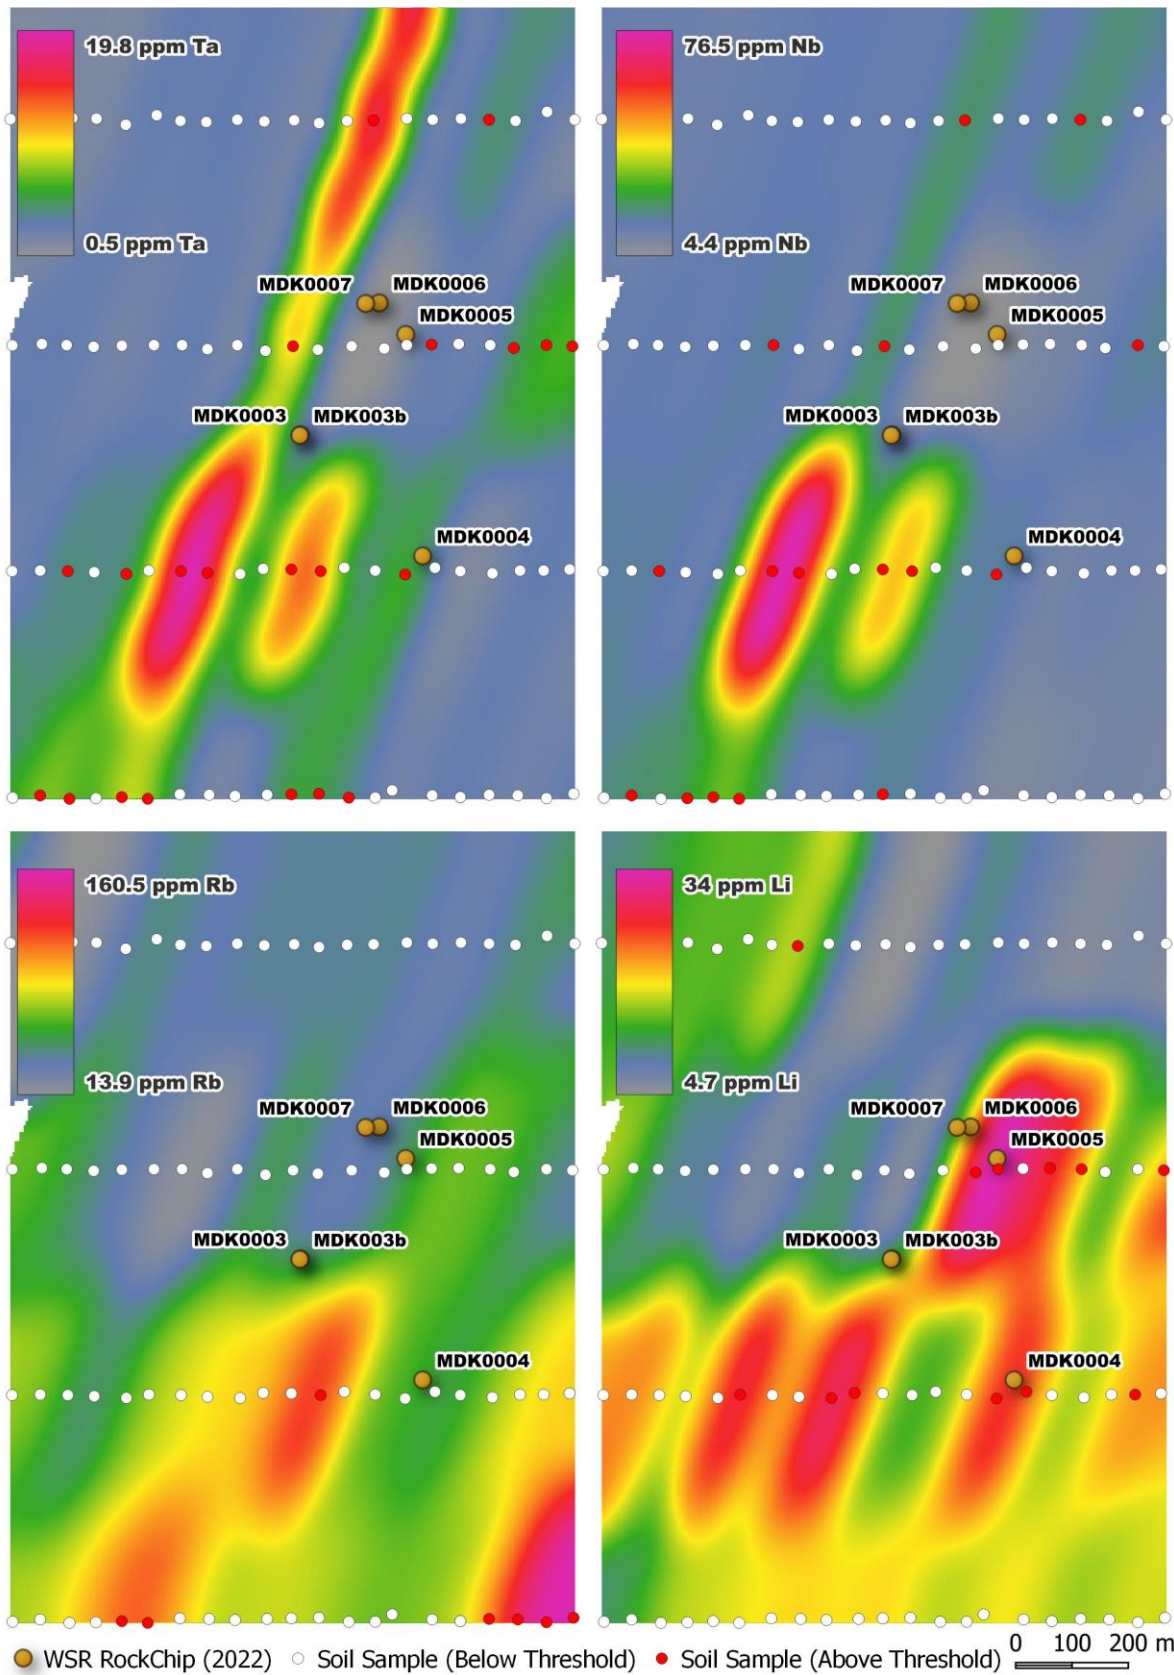 19.8 ppm Ta
0.5 ppm Ta
MDK0007 MDK0006
MDK0005
MDK0003 MDK003b
MDK0004
76.5 ppm Nb
4.4 ppm Nb
MDK0007 MDK0006
MDK0005
MDK0003 MDK003b
MDK0004
160.5 ppm Rb
13.9 ppm Rb
MDK0007 MDK0006
MDK0005
MDK0003 MDK003b
MDK0004
34 ppm Li
4.7 ppm Li
MDK0007 MDK0006
MDK0005
MDK0003 MDK003b
MDK0004
WSR RockChip (2022) Soil Sample (Below Threshold) Soil Sample (Above Threshold) 0 100 200 m